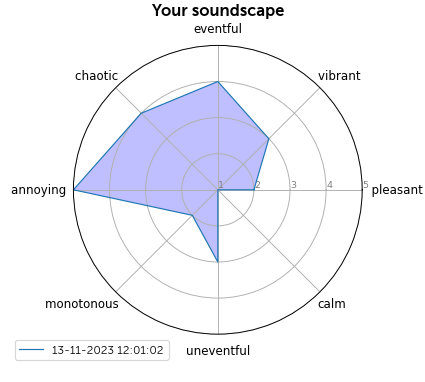 Your soundscape
eventful
chaotic
vibrant
annoying
1
2
3
4
5
pleasant
monotonous
calm
uneventful
13-11-2023 12:01:02